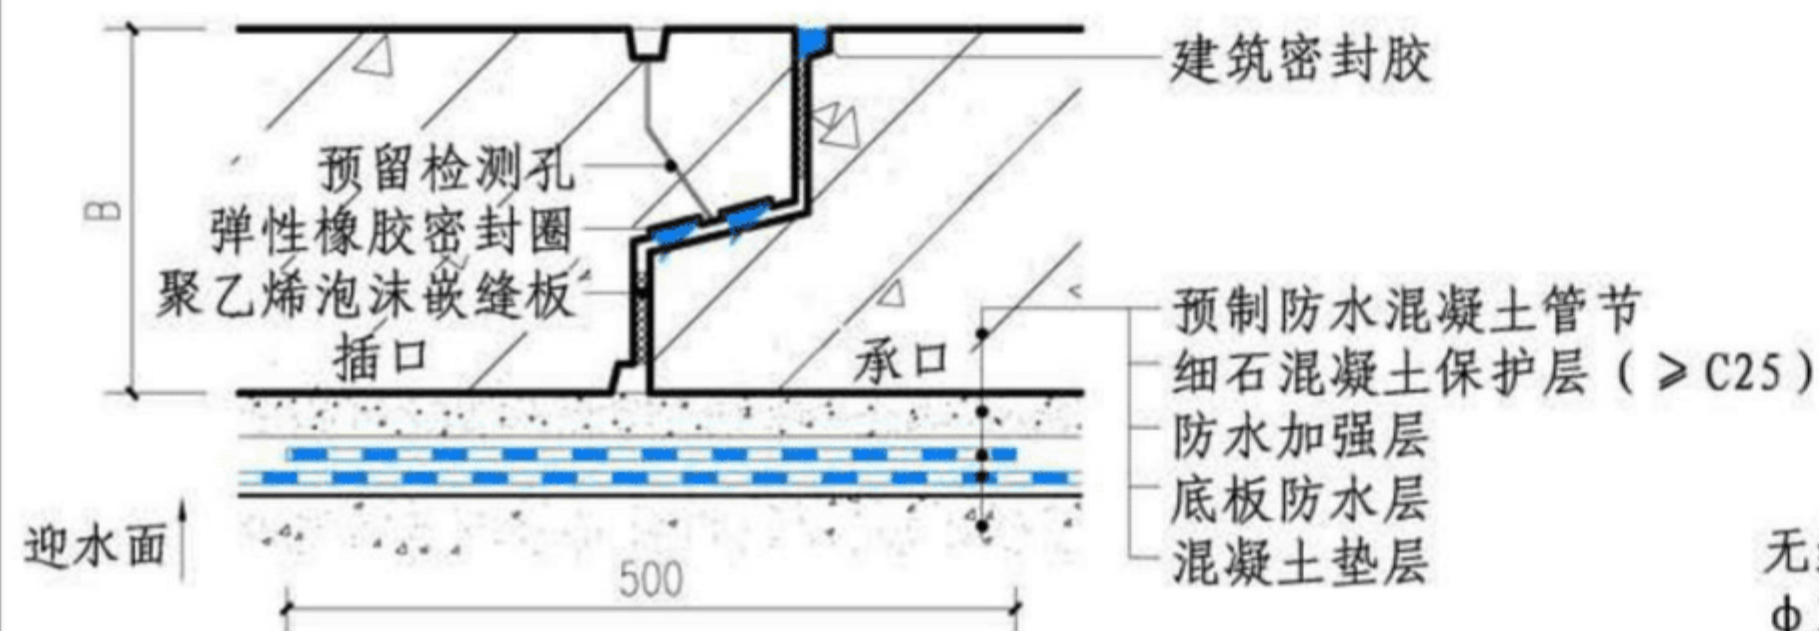 建筑密封胶
预留检测孔
B
弹性橡胶密封圈
聚乙烯泡沫嵌缝板
插口
承口
预制防水混凝土管节
细石混凝土保护层（≥C25）
防水加强层
底板防水层
混凝土垫层
迎水面
500
无
ф